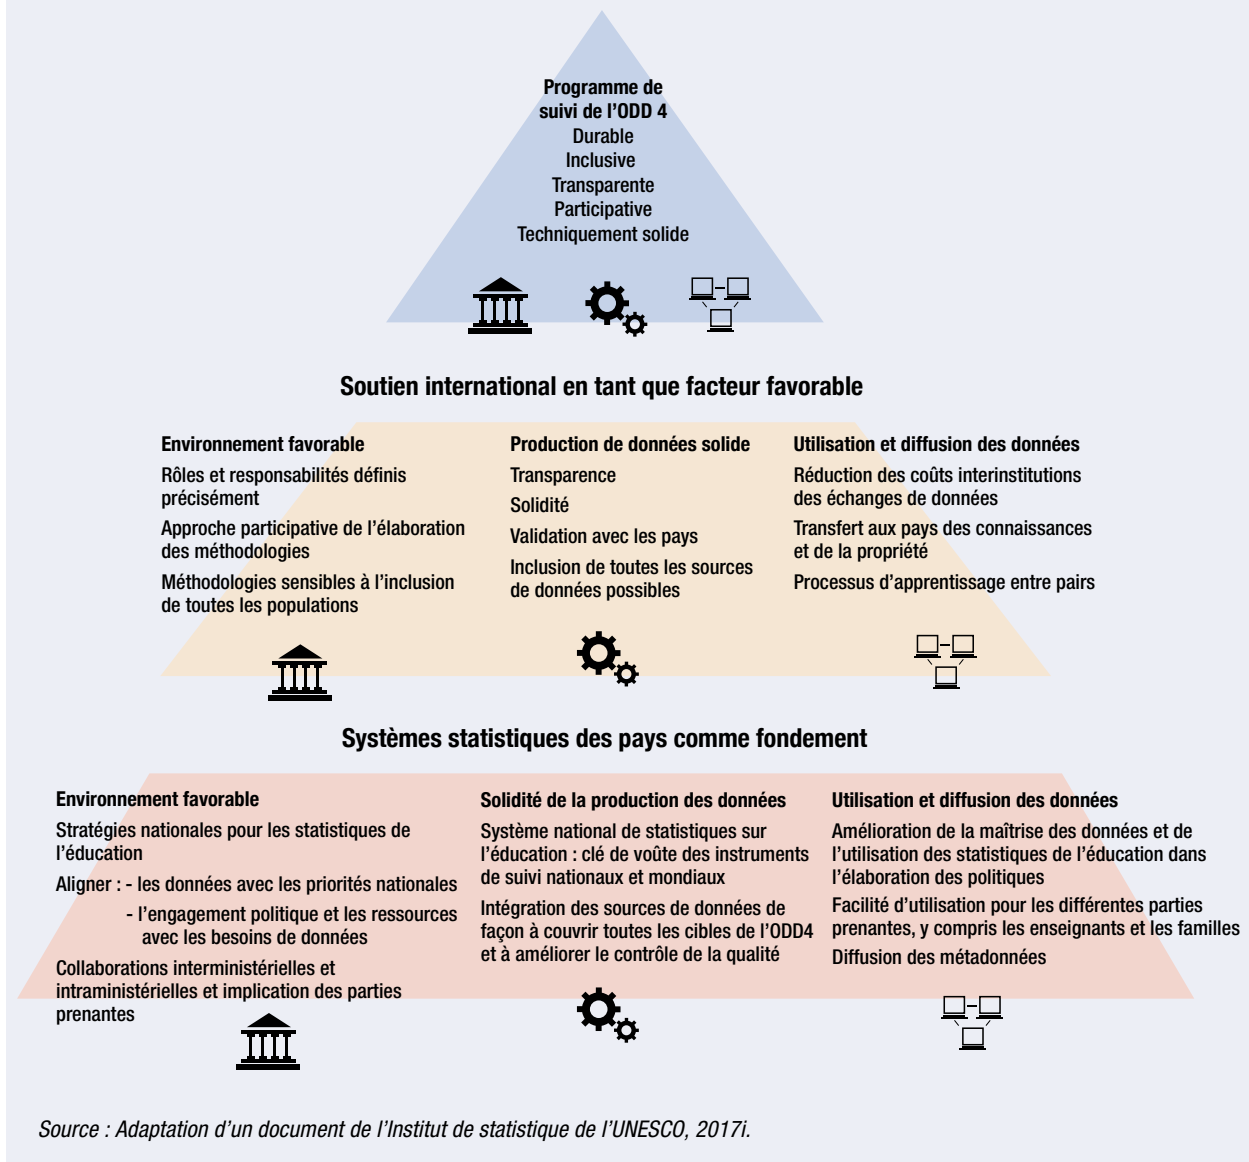 Programme de
suivi de l’ODD 4
Durable
Inclusive
Transparente
Participative
Techniquement solide
Soutien international en tant que facteur favorable
Environnement favorable
Rôles et responsabilités définis
précisément
Approche participative de l’élaboration
des méthodologies
Méthodologies sensibles à l’inclusion
de toutes les populations
Production de données solide
Transparence
Solidité
Validation avec les pays
Inclusion de toutes les sources
de données possibles
Utilisation et diffusion des données
Réduction des coûts interinstitutions
des échanges de données
Transfert aux pays des connaissances
et de la propriété
Processus d’apprentissage entre pairs
Systèmes statistiques des pays comme fondement
Environnement favorable
Stratégies nationales pour les statistiques de
l’éducation
Aligner : - les données avec les priorités nationales
- l’engagement politique et les ressources
avec les besoins de données
Collaborations interministérielles et
intraministérielles et implication des parties
prenantes
Solidité de la production des données
Système national de statistiques sur
l’éducation : clé de voûte des instruments
de suivi nationaux et mondiaux
Intégration des sources de données de
façon à couvrir toutes les cibles de l’ODD4
et à améliorer le contrôle de la qualité
Utilisation et diffusion des données
Amélioration de la maîtrise des données et de
l’utilisation des statistiques de l’éducation dans
l’élaboration des politiques
Facilité d’utilisation pour les différentes parties
prenantes, y compris les enseignants et les familles
Diffusion des métadonnées
Source : Adaptation d’un document de l’Institut de statistique de l’UNESCO, 2017i.